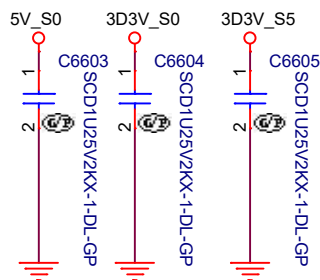 5V_S0
3D3V_S0
3D3V_S5
1
C6603
2
G/P
SCD1U25V2KX-1-DL-GP
1
C6604
2
G/P
SCD1U25V2KX-1-DL-GP
1
C6605
2
G/P
SCD1U25V2KX-1-DL-GP